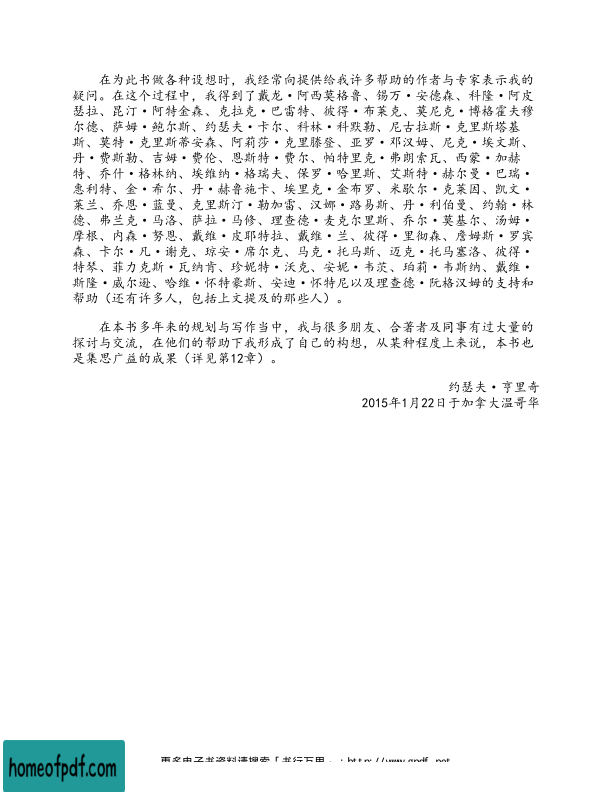 在为此书做各种设想时，我经常向提供给我许多帮助的作者与专家表示我的
疑问。在这个过程中，我得到了戴龙·阿西莫格鲁、锡万·安德森、科隆·阿皮
瑟拉、昆汀·阿特金森、克拉克·巴雷特、彼得·布莱克、莫尼克·博格霍夫穆
尔德、萨姆·鲍尔斯、约瑟夫·卡尔、科林·科默勒、尼古拉斯·克里斯塔基
斯、莫特·克里斯蒂安森、阿莉莎·克里滕登、亚罗·邓汉姆、尼克·埃文斯、
丹·费斯勒、吉姆·费伦、恩斯特·费尔、帕特里克·弗朗索瓦、西蒙·加赫
特、乔什·格林纳、埃维纳·格瑞夫、保罗·哈里斯、艾斯特·赫尔曼·巴瑞·
惠利特、金·希尔、丹·赫鲁施卡、埃里克·金布罗、米歇尔·克莱因、凯文·
莱兰、乔恩·蓝曼、克里斯汀·勒加雷、汉娜·路易斯、丹·利伯曼、约翰·林
德、弗兰克·马洛、萨拉·马修、理查德·麦克尔里斯、乔尔·莫基尔、汤姆·
摩根、内森·努恩、戴维·皮耶特拉、戴维·兰、彼得·里彻森、詹姆斯·罗宾
森、卡尔·凡·谢克、琼安·席尔克、马克·托马斯、迈克·托马塞洛、彼得·
特琴、菲力克斯·瓦纳肯、珍妮特·沃克、安妮·韦茨、珀莉·韦斯纳、戴维·
斯隆·威尔逊、哈维·怀特豪斯、安迪·怀特尼以及理查德·阮格汉姆的支持和
帮助（还有许多人，包括上文提及的那些人）。
在本书多年来的规划与写作当中，我与很多朋友、合著者及同事有过大量的
探讨与交流，在他们的帮助下我形成了自己的构想，从某种程度上来说，本书也
是集思广益的成果（详见第12章）。
约瑟夫·亨里奇
2015年1月22日于加拿大温哥华
homeofpdf.com